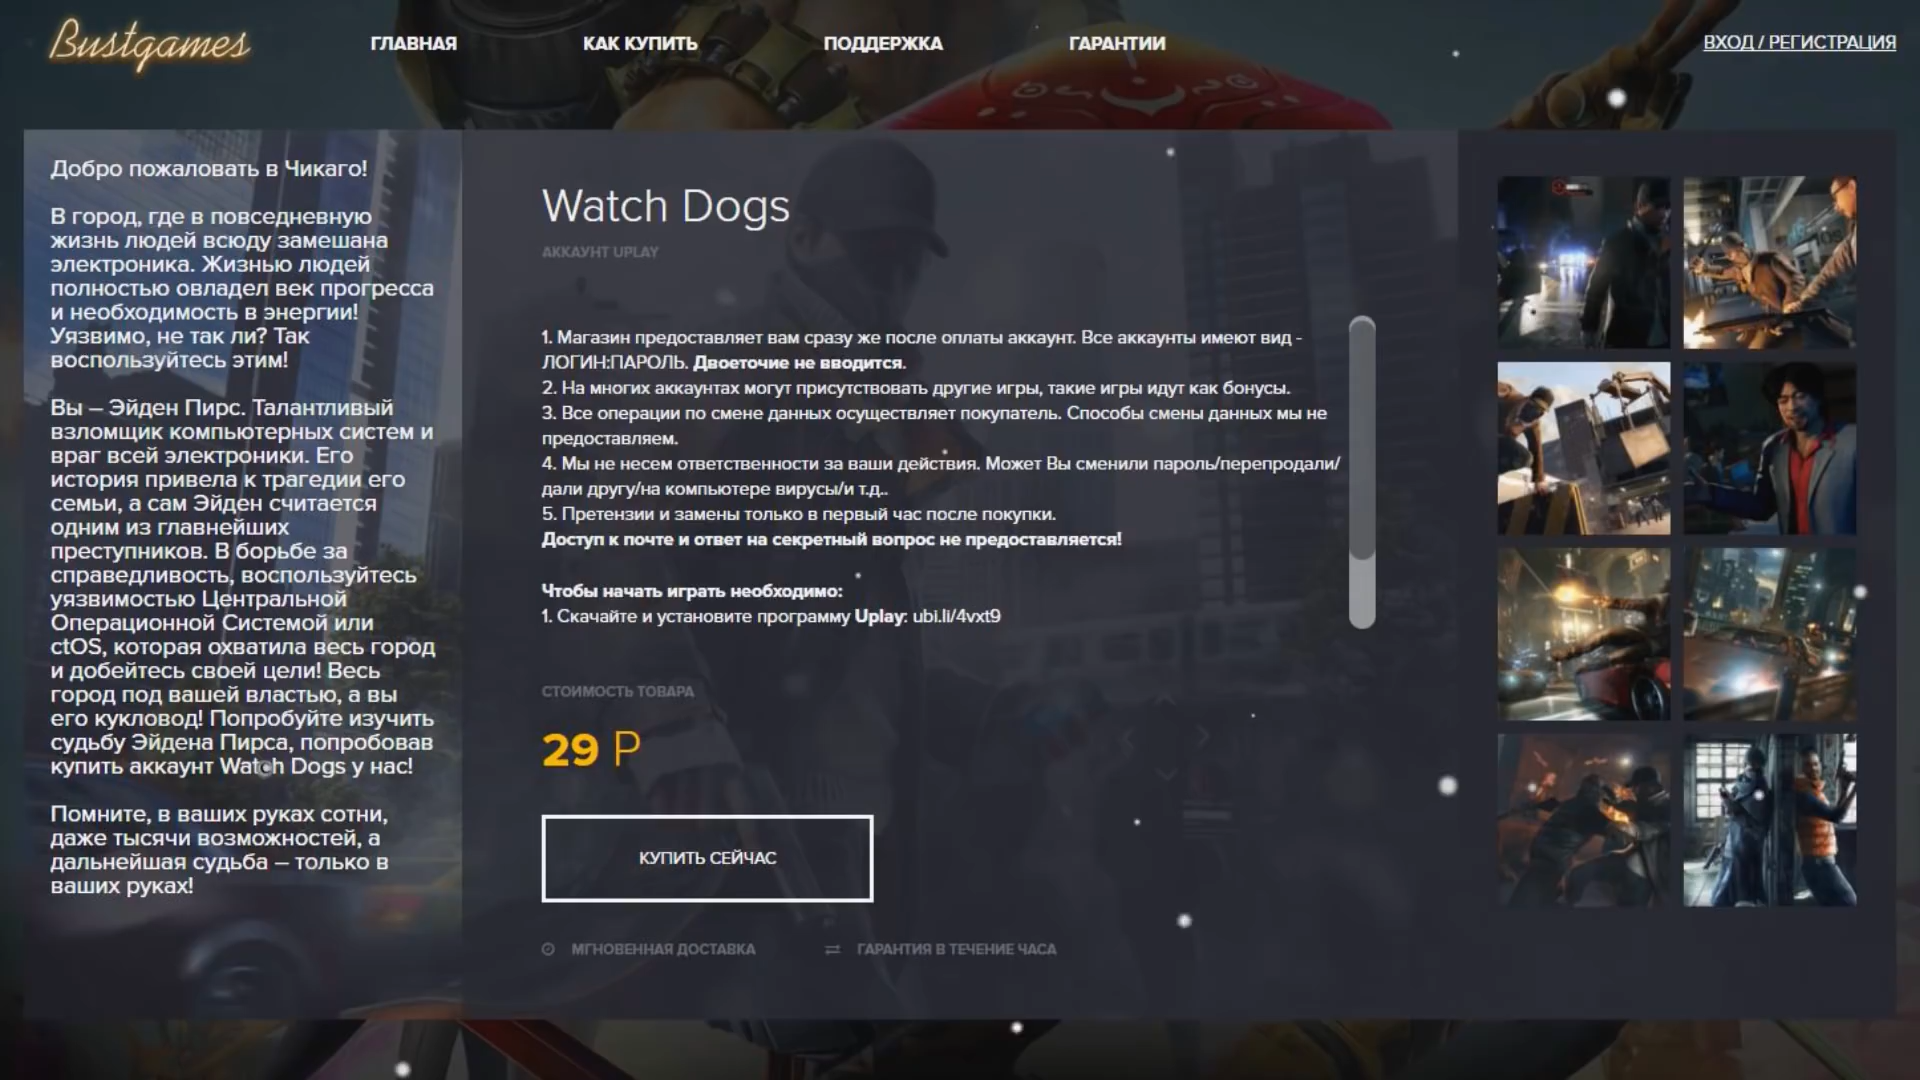 Bustgames
ГЛАВНАЯ
КАК КУПИТЬ
ПОДДЕРЖКА
ГАРАНТИИ
ВХОД / РЕГИСТРАЦИЯ
Добро пожаловать в Чикаго!
В город, где в повседневную
жизнь людей всюду замешана
электроника. Жизнью людей
полностью овладел век прогресса
и необходимость в энергии!
Уязвимо, не так ли? Так
воспользуйтесь этим!
Вы – Эйден Пирс. Талантливый
взломщик компьютерных систем и
враг всей электроники. Его
история привела к трагедии его
семьи, а сам Эйден считается
одним из главнейших
преступников. В борьбе за
справедливость, воспользуйтесь
уязвимостью Центральной
Операционной Системой или
ctOS, которая охватила весь город
и добейтесь своей цели! Весь
город под вашей властью, а вы
его кукловод! Попробуйте изучить
судьбу Эйдена Пирса, попробовав
купить аккаунт Watch Dogs у нас!
Помните, в ваших руках сотни,
даже тысячи возможностей, а
дальнейшая судьба – только в
ваших руках!
Watch Dogs
АККАУНТ UPLAY
1. Магазин предоставляет вам сразу же после оплаты аккаунт. Все аккаунты имеют вид -
ЛОГИН:ПАРОЛЬ. Двоеточие не вводится.
2. На многих аккаунтах могут присутствовать другие игры, такие игры идут как бонусы.
3. Все операции по смене данных осуществляет покупатель. Способы смены данных мы не
предоставляем.
4. Мы не несем ответственности за ваши действия. Может Вы сменили пароль/перепродали/
дали другу/на компьютере вирусы/и т.д..
5. Претензии и замены только в первый час после покупки.
Доступ к почте и ответ на секретный вопрос не предоставляется!
Чтобы начать играть необходимо:
1. Скачайте и установите программу Uplay: ubi.li/4vxt9
СТОИМОСТЬ ТОВАРА
29 Р
КУПИТЬ СЕЙЧАС
МГНОВЕННАЯ ДОСТАВКА
ГАРАНТИЯ В ТЕЧЕНИЕ ЧАСА